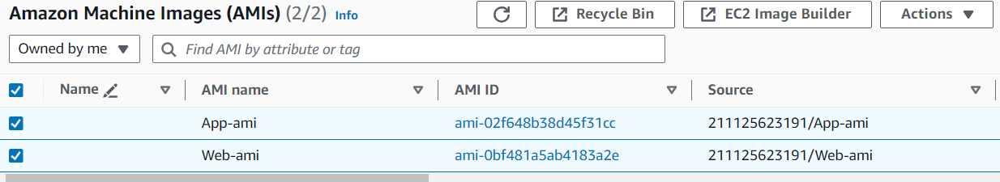 Amazon Machine Images (AMIs) (2/2) Info Recycle Bin EC2 Image Builder Actions
Owned by me Find AMI by attribute or tag
Name AMI name AMI ID Source
App-ami ami-02f648b38d45f31cc 211125623191/App-ami
Web-ami ami-0bf481a5ab4183a2e 211125623191/Web-ami